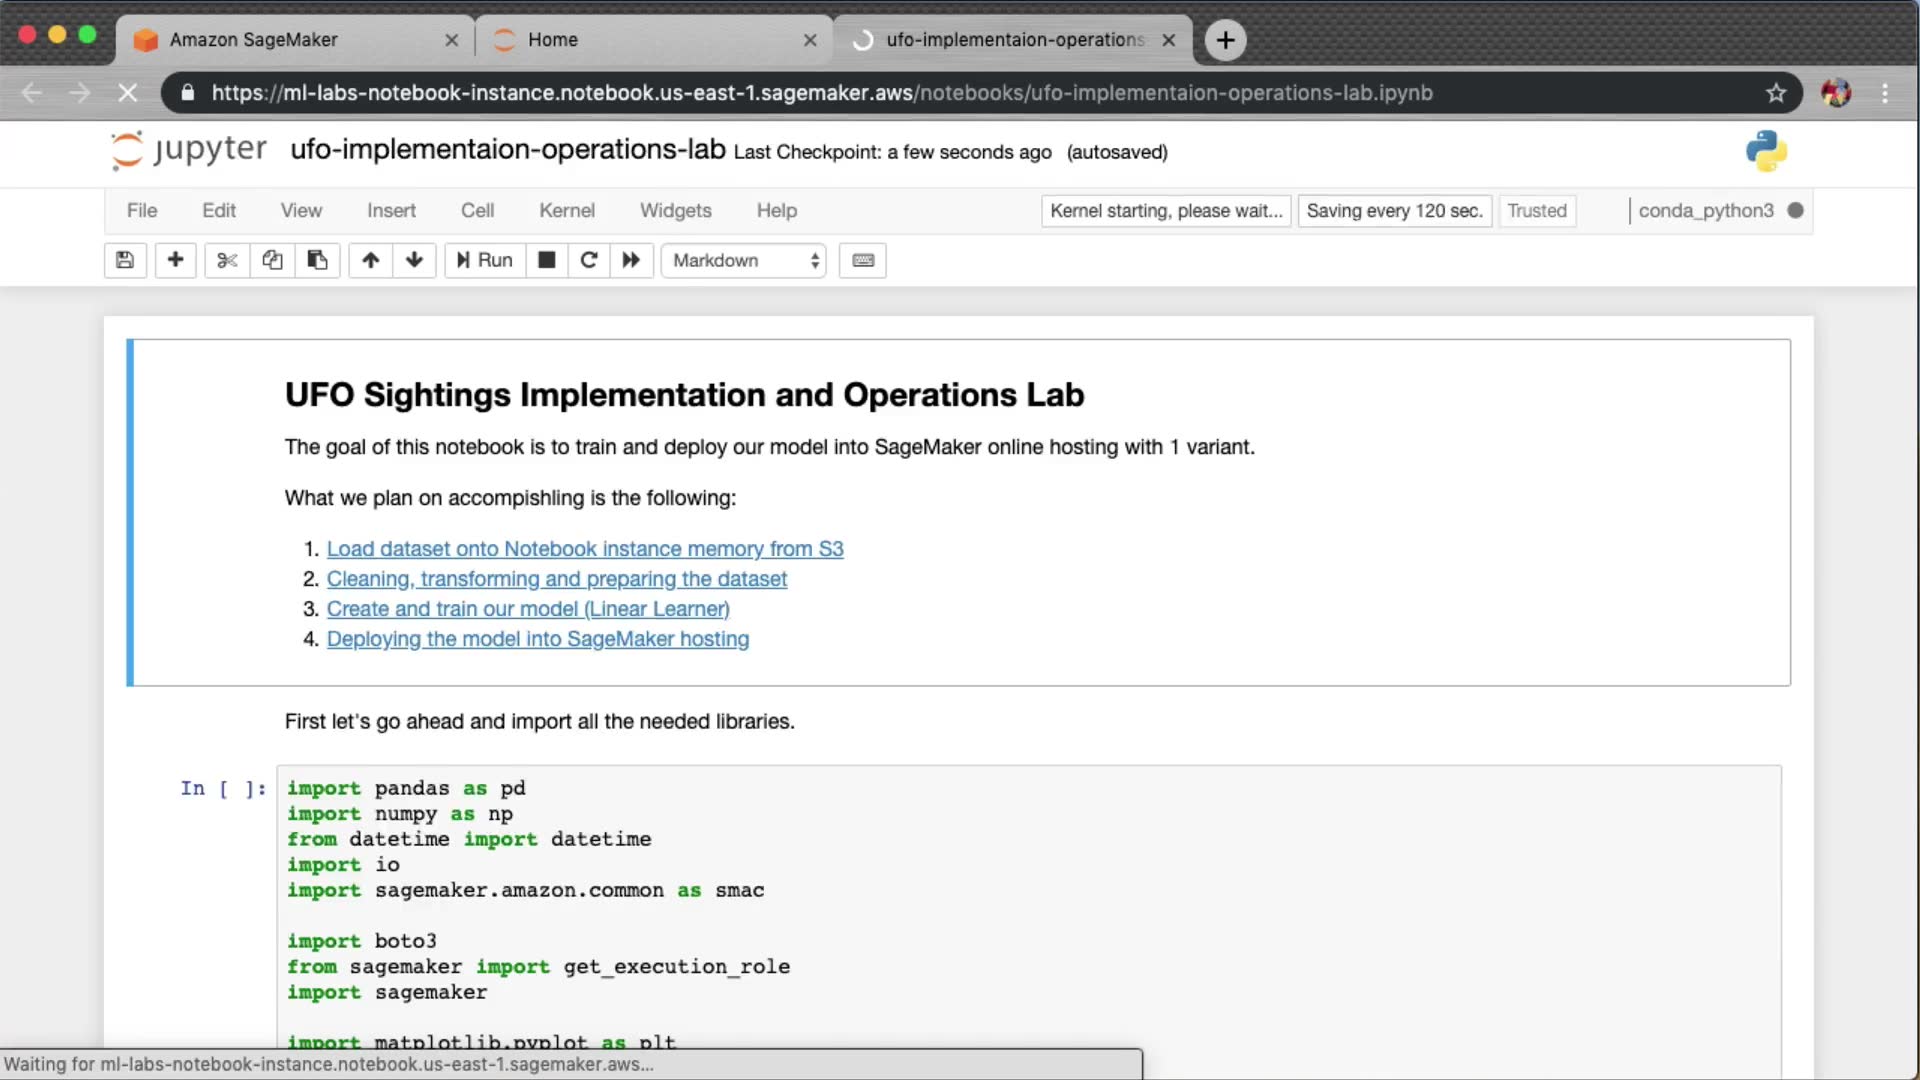 Amazon SageMaker
Home
ufo-implementaion-operations
https://ml-labs-notebook-instance.notebook.us-east-1.sagemaker.aws/notebooks/ufo-implementaion-operations-lab.ipynb
jupyter ufo-implementaion-operations-lab Last Checkpoint: a few seconds ago (autosaved)
File Edit View Insert Cell Kernel Widgets Help Kernel starting, please wait... Saving every 120 sec. Trusted conda_python3
Run Markdown
UFO Sightings Implementation and Operations Lab
The goal of this notebook is to train and deploy our model into SageMaker online hosting with 1 variant.
What we plan on accompishling is the following:
1. Load dataset onto Notebook instance memory from S3
2. Cleaning, transforming and preparing the dataset
3. Create and train our model (Linear Learner)
4. Deploying the model into SageMaker hosting
First let's go ahead and import all the needed libraries.
In [ ]:
import pandas as pd
import numpy as np
from datetime import datetime
import io
import sagemaker.amazon.common as smac
import boto3
from sagemaker import get_execution_role
import sagemaker
import matplotlib.pyplot as plt
Waiting for ml-labs-notebook-instance.notebook.us-east-1.sagemaker.aws...